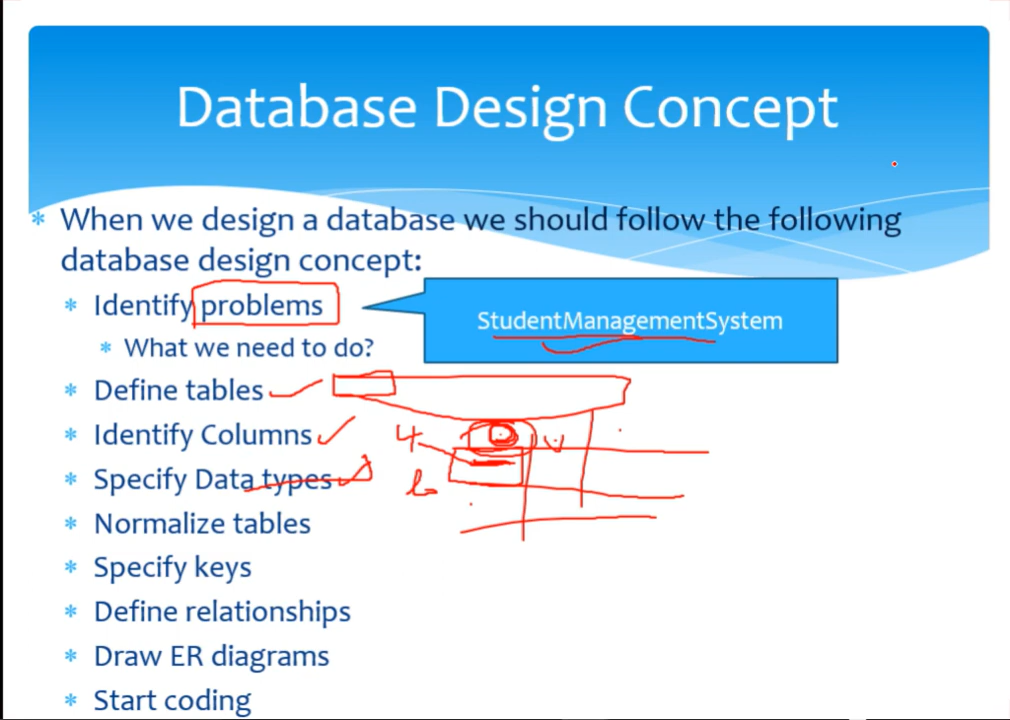 Database Design Concept
* When we design a database we should follow the following
database design concept:
* Identify problems
* What we need to do?
StudentManagementSystem
* Define tables
* Identify Columns
* Specify Data types
* Normalize tables
* Specify keys
* Define relationships
* Draw ER diagrams
* Start coding